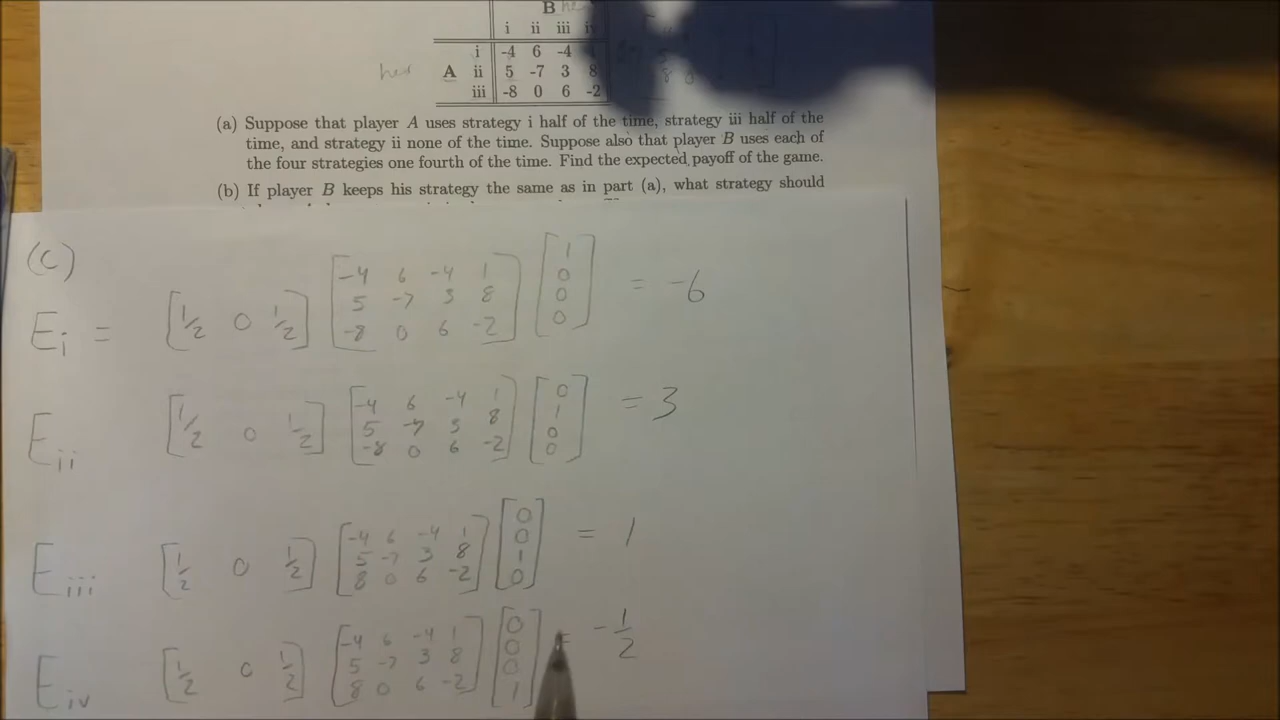 B he
i ii iii
i -4 6 -4
her A ii 5 -7 3 8
iii -8 0 6 -2
(a) Suppose that player A uses strategy i half of the time, strategy iii half of the
time, and strategy ii none of the time. Suppose also that player B uses each of
the four strategies one fourth of the time. Find the expected payoff of the game.
(b) If player B keeps his strategy the same as in part (a), what strategy should
(c)
E i = [1/2 0 1/2] [-4 6 -4 1 5 -7 3 8 -8 0 6 -2] [1 0 0 0] = -6
E ii [1/2 0 1/2] [-4 6 -4 1 5 -7 3 8 -8 0 6 -2] [0 1 0 0] = 3
E iii [1/2 0 1/2] [-4 6 -4 1 5 -7 3 8 8 0 6 -2] [0 0 1 0] = 1
E iv [1/2 0 1/2] [-4 6 -4 1 5 -7 3 8 8 0 6 -2] [0 0 0 1] = -1/2